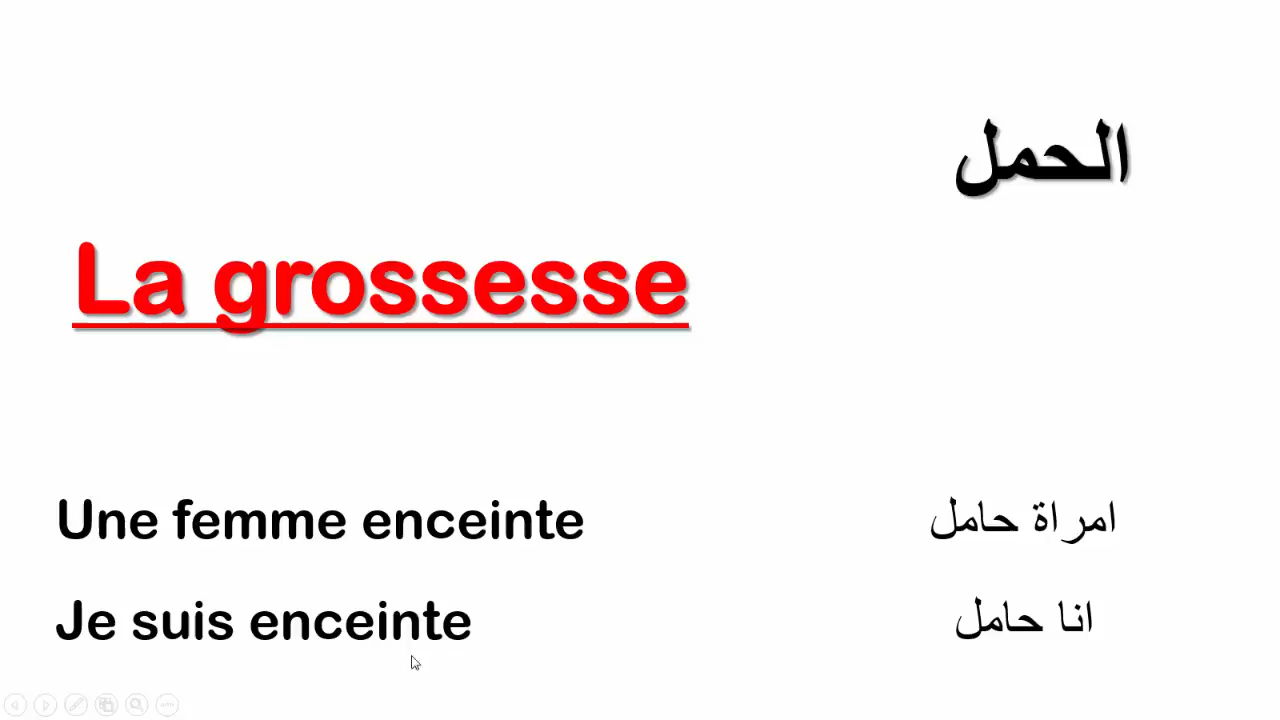 الحمل
La grossesse
Une femme enceinte
امراة حامل
Je suis enceinte
انا حامل